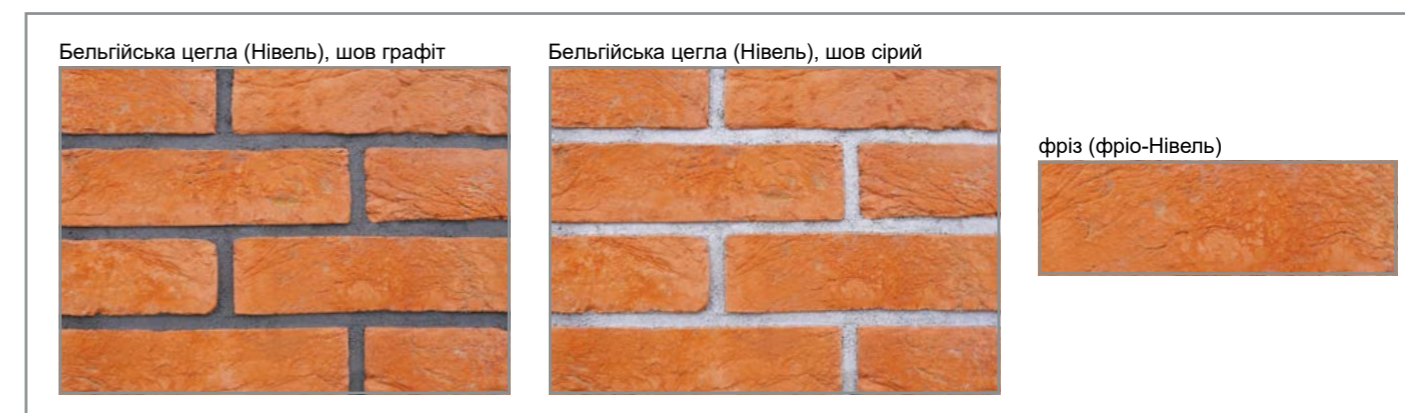 Бельгійська цегла (Нівель), шов графіт
Бельгійська цегла (Нівель), шов сірий
фріз (фріо-Нівель)